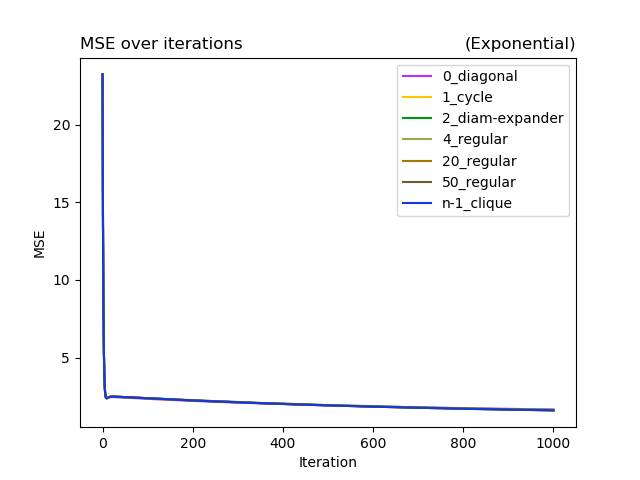 MSE over iterations (Exponential)
0_diagonal
1_cycle
2_diam-expander
4_regular
20_regular
50_regular
n-1_clique
MSE
20
15
10
5
0 200 400 600 800 1000
Iteration